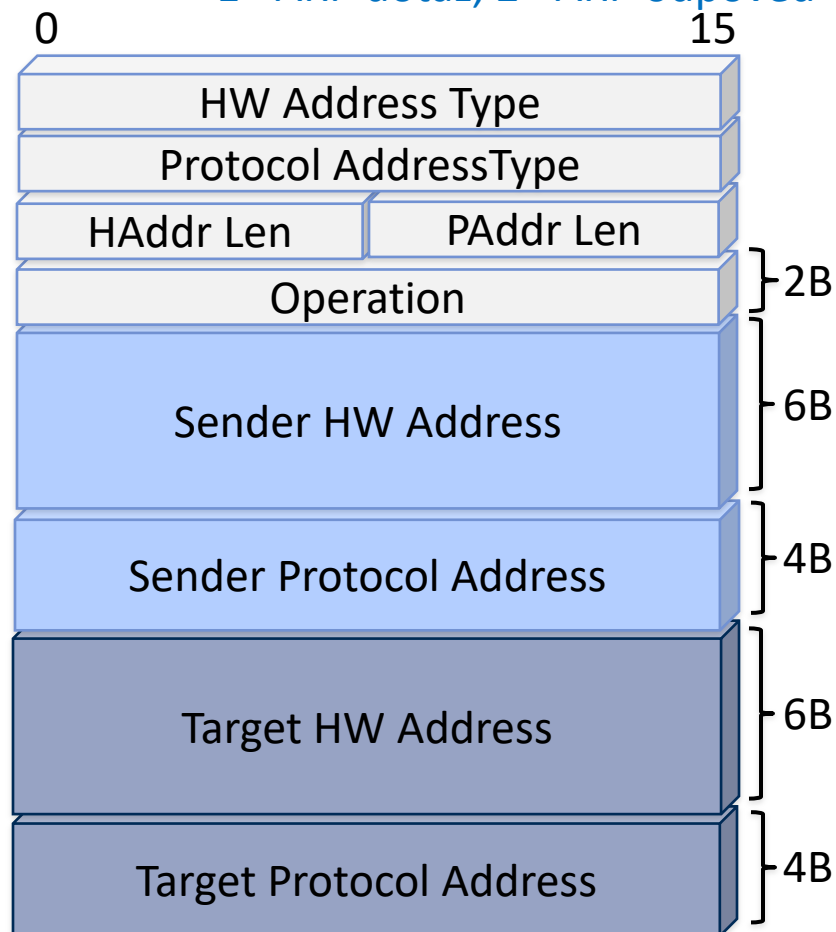 0 15
HW Address Type
Protocol AddressType
HAddr Len PAddr Len
Operation 2B
Sender HW Address 6B
Sender Protocol Address 4B
Target HW Address 6B
Target Protocol Address 4B